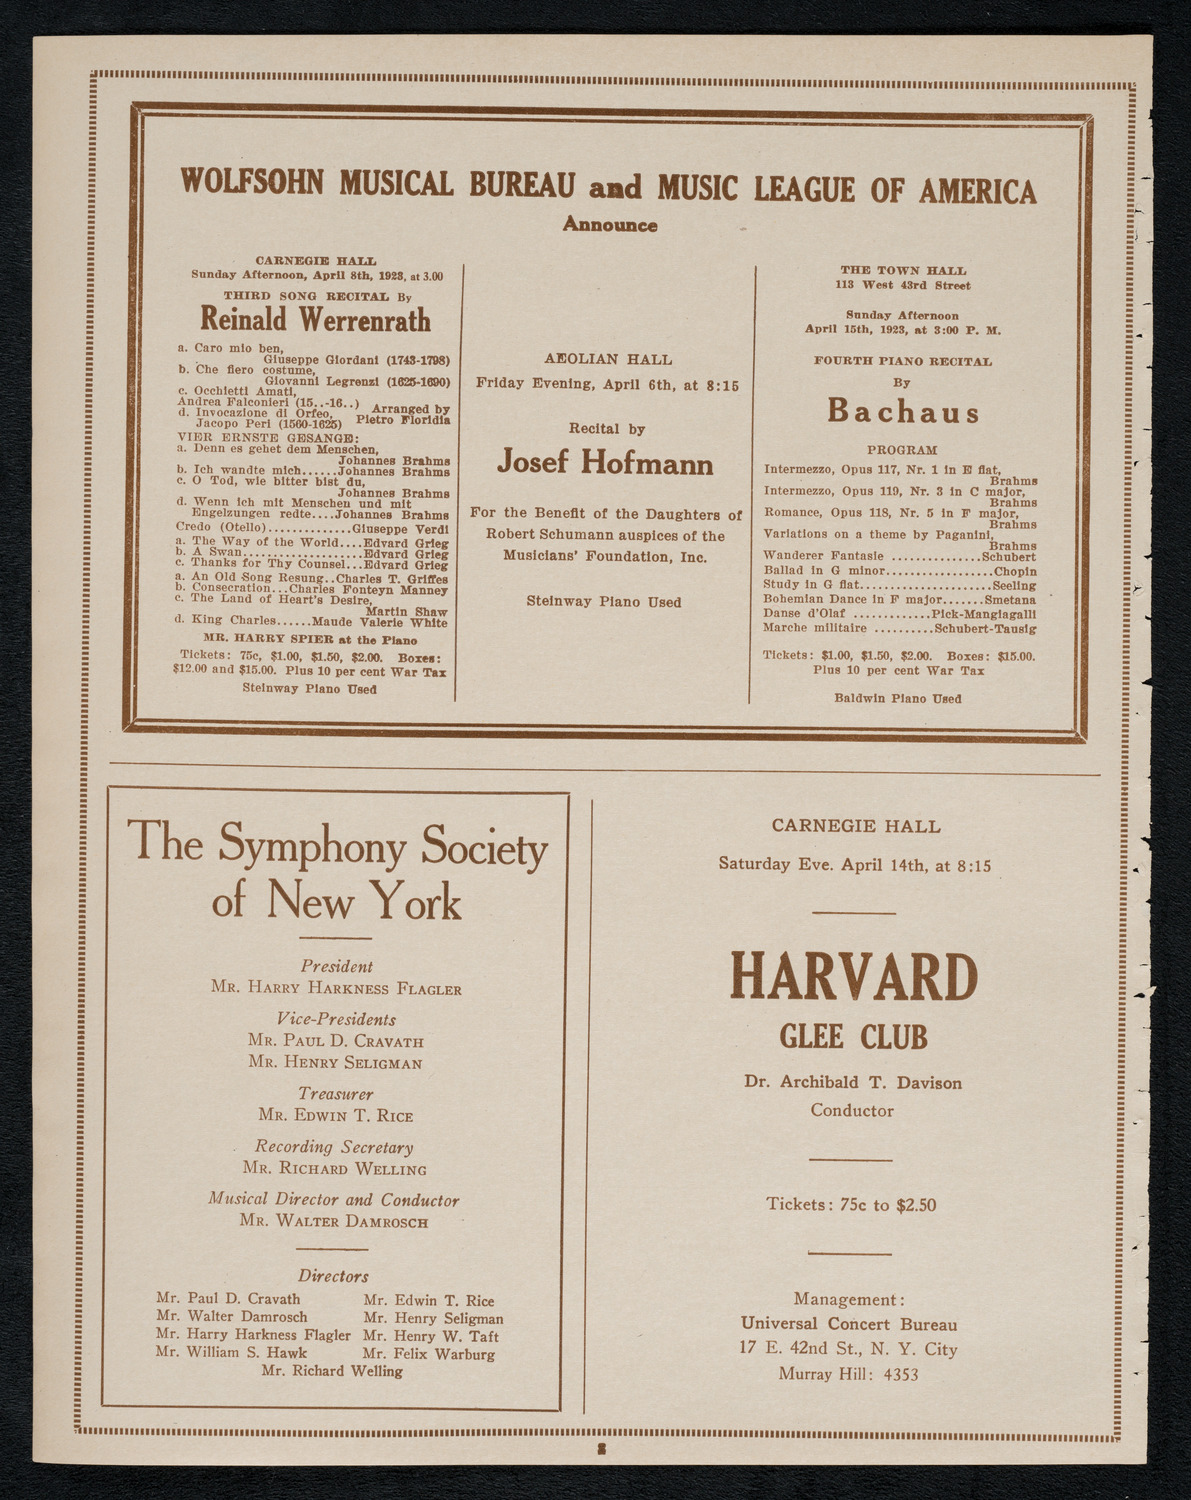 WOLFSOHN MUSICAL BUREAU and MUSIC LEAGUE OF AMERICA
Announce
CARNEGIE HALL
Sunday Afternoon, April 8th, 1923, at 3.00
THIRD SONG RECITAL By
Reinald Werrenrath
a. Caro mio ben,
Giuseppe Giordani (1743-1798)
b. Che fiero costume,
Giovanni Legrenzi (1625-1690)
c. Occhietti Amati,
Andrea Falconieri (15..-16..)
d. Invocazione di Orfeo,
Jacopo Peri (1560-1625)
Arranged by
Pietro Floridia
VIER ERNSTE GESANGE:
a. Denn es gehet dem Menschen,
Johannes Brahms
b. Ich wandte mich......Johannes Brahms
c. O Tod, wie bitter bist du,
Johannes Brahms
d. Wenn ich mit Menschen und mit
Engelzungen redte....Johannes Brahms
Credo (Otello)..............Giuseppe Verdi
a. The Way of the World....Edvard Grieg
b. A Swan....................Edvard Grieg
c. Thanks for Thy Counsel...Edvard Grieg
a. An Old Song Resung..Charles T. Griffes
b. Consecration...Charles Fonteyn Manney
c. The Land of Heart's Desire,
Martin Shaw
d. King Charles......Maude Valerie White
MR. HARRY SPIER at the Piano
Tickets: 75c, $1.00, $1.50, $2.00. Boxes:
$12.00 and $15.00. Plus 10 per cent War Tax
Steinway Piano Used
AEOLIAN HALL
Friday Evening, April 6th, at 8:15
Recital by
Josef Hofmann
For the Benefit of the Daughters of
Robert Schumann auspices of the
Musicians' Foundation, Inc.
Steinway Piano Used
THE TOWN HALL
113 West 43rd Street
Sunday Afternoon
April 15th, 1923, at 3:00 P. M.
FOURTH PIANO RECITAL
By
Bachaus
PROGRAM
Intermezzo, Opus 117, Nr. 1 in E flat,
Brahms
Intermezzo, Opus 119, Nr. 3 in C major,
Brahms
Romance, Opus 118, Nr. 5 in F major,
Brahms
Variations on a theme by Paganini,
Brahms
Wanderer Fantasie ...............Schubert
Ballad in G minor..................Chopin
Study in G flat....................Seeling
Bohemian Dance in F major.......Smetana
Danse d'Olaf .............Pick-Mangiagalli
Marche militaire ..........Schubert-Tausig
Tickets: $1.00, $1.50, $2.00. Boxes: $15.00.
Plus 10 per cent War Tax
Baldwin Piano Used
The Symphony Society
of New York
President
MR. HARRY HARKNESS FLAGLER
Vice-Presidents
MR. PAUL D. CRAVATH
MR. HENRY SELIGMAN
Treasurer
MR. EDWIN T. RICE
Recording Secretary
MR. RICHARD WELLING
Musical Director and Conductor
MR. WALTER DAMROSCH
Directors
Mr. Paul D. Cravath Mr. Edwin T. Rice
Mr. Walter Damrosch Mr. Henry Seligman
Mr. Harry Harkness Flagler Mr. Henry W. Taft
Mr. William S. Hawk Mr. Felix Warburg
Mr. Richard Welling
CARNEGIE HALL
Saturday Eve. April 14th, at 8:15
HARVARD
GLEE CLUB
Dr. Archibald T. Davison
Conductor
Tickets: 75c to $2.50
Management:
Universal Concert Bureau
17 E. 42nd St., N. Y. City
Murray Hill: 4353